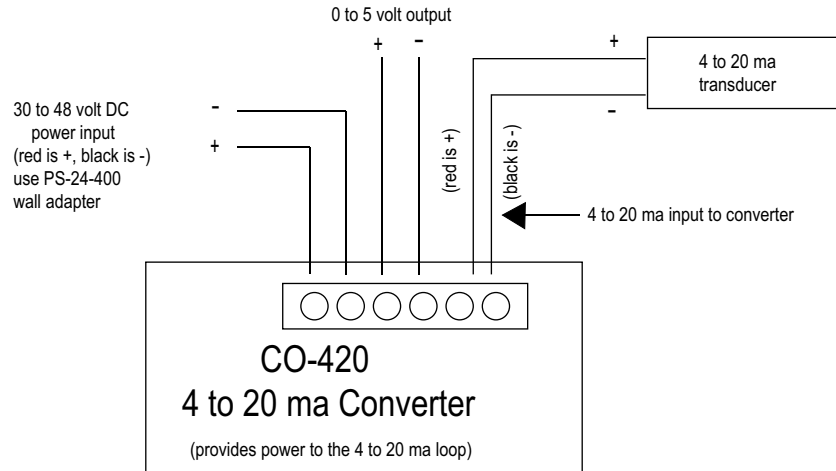 0 to 5 volt output
+ -
+
4 to 20 ma
transducer
-
30 to 48 volt DC
power input
(red is +, black is -)
use PS-24-400
wall adapter
-
+
(red is +)
(black is -)
4 to 20 ma input to converter
CO-420
4 to 20 ma Converter
(provides power to the 4 to 20 ma loop)